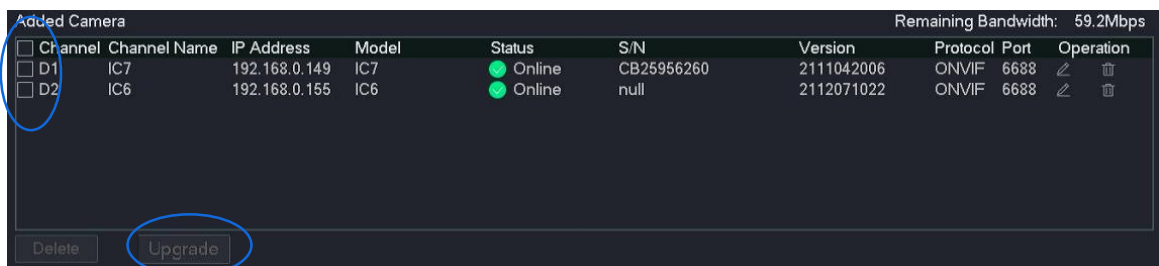 Added Camera Remaining Bandwidth: 59.2Mbps
Channel Channel Name IP Address Model Status S/N Version Protocol Port Operation
D1 IC7 192.168.0.149 IC7 Online CB25956260 2111042006 ONVIF 6688
D2 IC6 192.168.0.155 IC6 Online null 2112071022 ONVIF 6688
Delete Upgrade